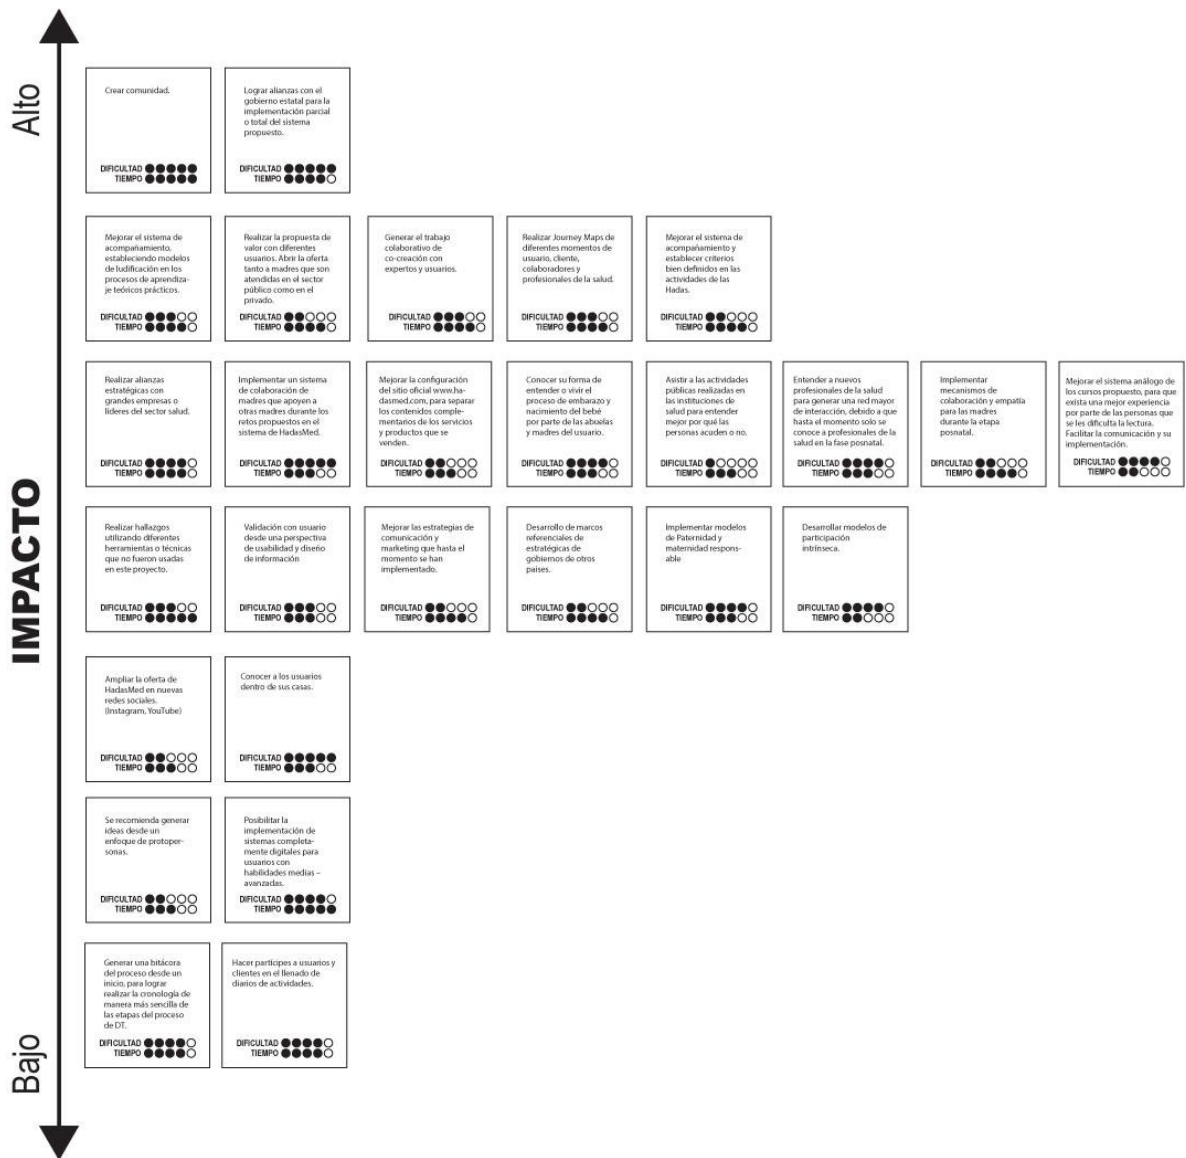 Alto
IMPACTO
Bajo
Crear comunidad.
DIFICULTAD
TIEMPO
Lograr alianzas con el
gobierno estatal para la
implementación parcial
o total del sistema
propuesto.
DIFICULTAD
TIEMPO
Mejorar el sistema de
acompañamiento,
estableciendo modelos
de ludificación en los
procesos de aprendiza-
je teóricos prácticos.
DIFICULTAD
TIEMPO
Realizar la propuesta de
valor con diferentes
usuarios. Abrir la oferta
tanto a madres que son
atendidas en el sector
público como en el
privado.
DIFICULTAD
TIEMPO
Generar el trabajo
colaborativo de
co-creación con
expertos y usuarios.
DIFICULTAD
TIEMPO
Realizar Journey Maps de
diferentes momentos de
usuario, cliente,
colaboradores y
profesionales de la salud.
DIFICULTAD
TIEMPO
Mejorar el sistema de
acompañamiento y
establecer criterios
bien definidos en las
actividades de las
Hadas.
DIFICULTAD
TIEMPO
Realizar alianzas
estratégicas con
grandes empresas o
líderes del sector salud.
DIFICULTAD
TIEMPO
Implementar un sistema
de colaboración de
madres que apoyen a
otras madres durante los
retos propuestos en el
sistema de HadasMed.
DIFICULTAD
TIEMPO
Mejorar la configuración
del sitio oficial www.ha-
dasmed.com, para separar
los contenidos comple-
mentarios de los servicios
y productos que se
venden.
DIFICULTAD
TIEMPO
Conocer su forma de
entender o vivir el
proceso de embarazo y
nacimiento del bebé
por parte de las abuelas
y madres del usuario.
DIFICULTAD
TIEMPO
Asistir a las actividades
públicas realizadas en
las instituciones de
salud para entender
mejor por qué las
personas acuden o no.
DIFICULTAD
TIEMPO
Entender a nuevos
profesionales de la salud
para generar una red mayor
de interacción, debido a que
hasta el momento solo se
conoce a profesionales de la
salud en la fase posnatal.
DIFICULTAD
TIEMPO
Implementar
mecanismos de
colaboración y empatía
para las madres
durante la etapa
posnatal.
DIFICULTAD
TIEMPO
Mejorar el sistema análogo de
los cursos propuesto, para que
exista una mejor experiencia
por parte de las personas que
se les dificulta la lectura.
Facilitar la comunicación y su
implementación.
DIFICULTAD
TIEMPO
Realizar hallazgos
utilizando diferentes
herramientas o técnicas
que no fueron usadas
en este proyecto.
DIFICULTAD
TIEMPO
Validación con usuario
desde una perspectiva
de usabilidad y diseño
de información
DIFICULTAD
TIEMPO
Mejorar las estrategias de
comunicación y
marketing que hasta el
momento se han
implementado.
DIFICULTAD
TIEMPO
Desarrollo de marcos
referenciales de
estratégicas de
gobiernos de otros
países.
DIFICULTAD
TIEMPO
Implementar modelos
de Paternidad y
maternidad respons-
able
DIFICULTAD
TIEMPO
Desarrollar modelos de
participación
intrínseca.
DIFICULTAD
TIEMPO
Ampliar la oferta de
HadasMed en nuevas
redes sociales.
(Instagram, YouTube)
DIFICULTAD
TIEMPO
Conocer a los usuarios
dentro de sus casas.
DIFICULTAD
TIEMPO
Se recomienda generar
ideas desde un
enfoque de protoper-
sonas.
DIFICULTAD
TIEMPO
Posibilitar la
implementación de
sistemas completa-
mente digitales para
usuarios con
habilidades medias –
avanzadas.
DIFICULTAD
TIEMPO
Generar una bitácora
del proceso desde un
inicio, para lograr
realizar la cronología de
manera más sencilla de
las etapas del proceso
de DT.
DIFICULTAD
TIEMPO
Hacer partícipes a usuarios y
clientes en el llenado de
diarios de actividades.
DIFICULTAD
TIEMPO